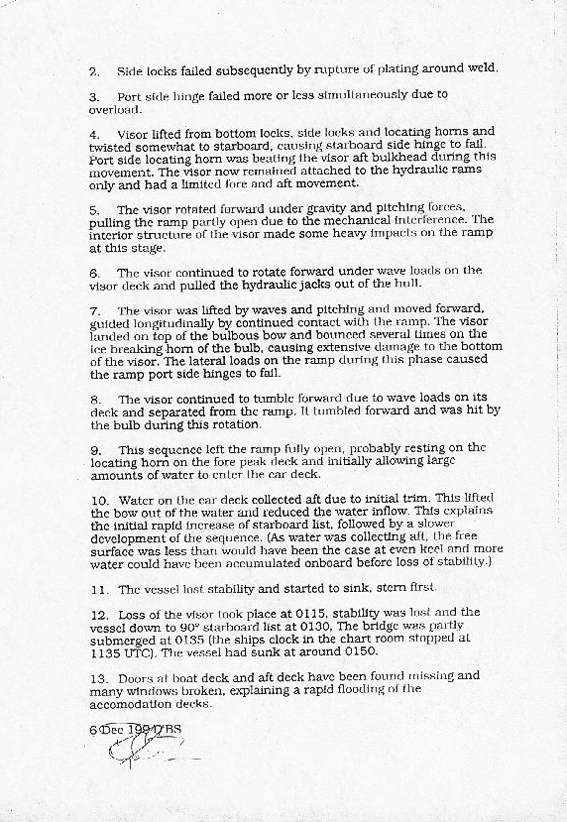 2. Side locks failed subsequently by rupture of plating around weld.
3. Port side hinge failed more or less simultaneously due to
overload.
4. Visor lifted from bottom locks, side locks and locating horns and
twisted somewhat to starboard, causing starboard side hinge to fail.
Port side locating horn was beating the visor aft bulkhead during this
movement. The visor now remained attached to the hydraulic rams
only and had a limited fore and aft movement.
5. The visor rotated forward under gravity and pitching forces,
pulling the ramp partly open due to the mechanical interference. The
interior structure of the visor made some heavy impacts on the ramp
at this stage.
6. The visor continued to rotate forward under wave loads on the
visor deck and pulled the hydraulic jacks out of the hull.
7. The visor was lifted by waves and pitching and moved forward,
guided longitudinally by continued contact with the ramp. The visor
landed on top of the bulbous bow and bounced several times on the
ice breaking horn of the bulb, causing extensive damage to the bottom
of the visor. The lateral loads on the ramp during this phase caused
the ramp port side hinges to fail.
8. The visor continued to tumble forward due to wave loads on its
deck and separated from the ramp. It tumbled forward and was hit by
the bulb during this rotation.
9. This sequence left the ramp fully open, probably resting on the
locating horn on the fore peak deck and initially allowing large
amounts of water to enter the car deck.
10. Water on the car deck collected aft due to initial trim. This lifted
the bow out of the water and reduced the water inflow. This explains
the initial rapid increase of starboard list, followed by a slower
development of the sequence. (As water was collecting aft, the free
surface was less than would have been the case at even keel and more
water could have been accumulated onboard before loss of stability.)
11. The vessel lost stability and started to sink, stern first.
12. Loss of the visor took place at 0115, stability was lost and the
vessel down to 90° starboard list at 0130. The bridge was partly
submerged at 0135 (the ships clock in the chart room stopped at
1135 UTC). The vessel had sunk at around 0150.
13. Doors at boat deck and aft deck have been found missing and
many windows broken, explaining a rapid flooding of the
accomodation decks.
6 Dec 1994/BS